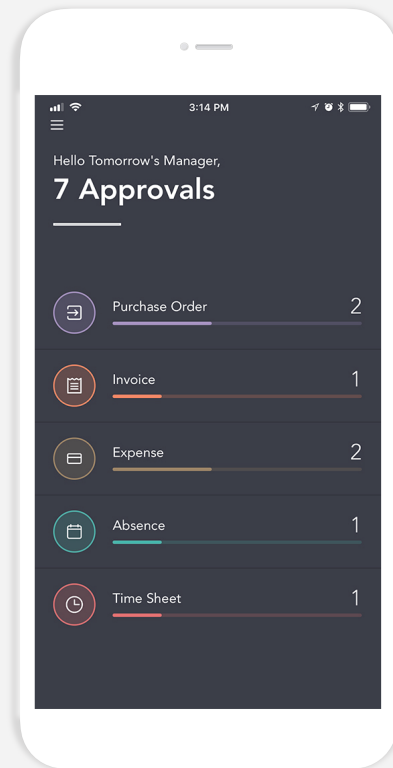 3:14 PM
Hello Tomorrow's Manager,
7 Approvals
Purchase Order 2
Invoice 1
Expense 2
Absence 1
Time Sheet 1